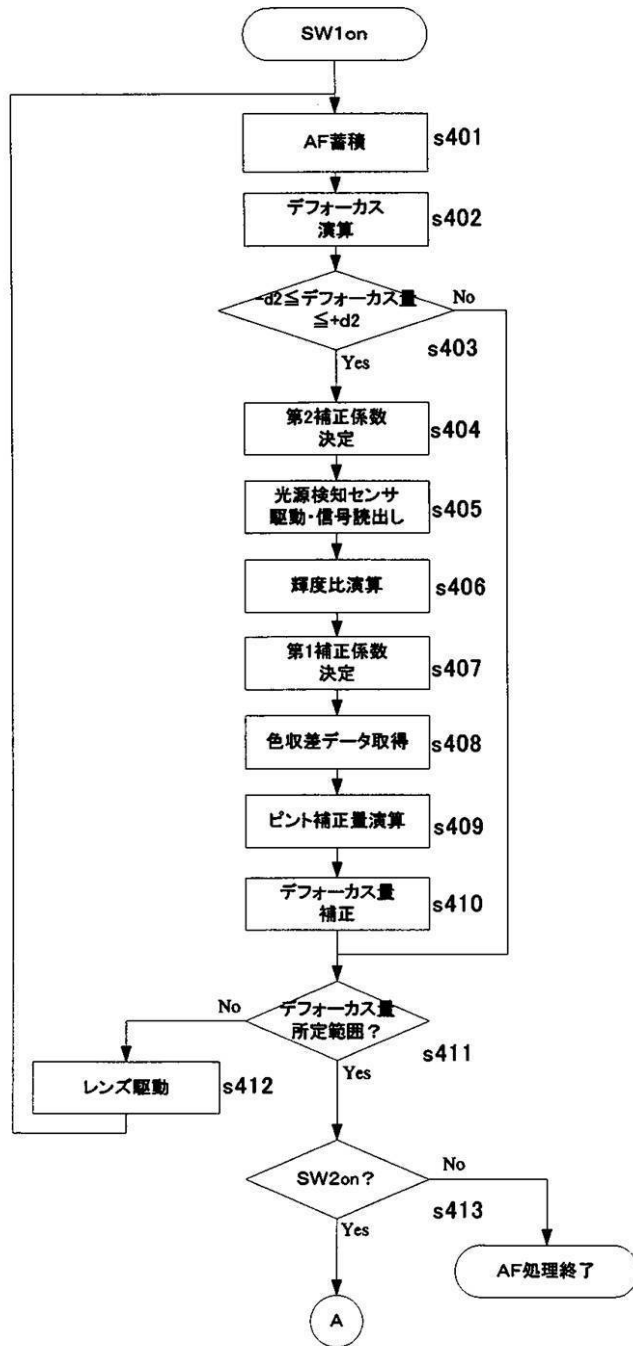 SW1on
AF蓄積
s401
デフォーカス
演算
s402
-d2≦デフォーカス量
≦+d2
No
s403
Yes
第2補正係数
決定
s404
光源検知センサ
駆動・信号読出し
s405
輝度比演算
s406
第1補正係数
決定
s407
色収差データ取得
s408
ピント補正量演算
s409
デフォーカス量
補正
s410
No
デフォーカス量
所定範囲?
s411
Yes
レンズ駆動
s412
SW2on?
No
s413
Yes
AF処理終了
A